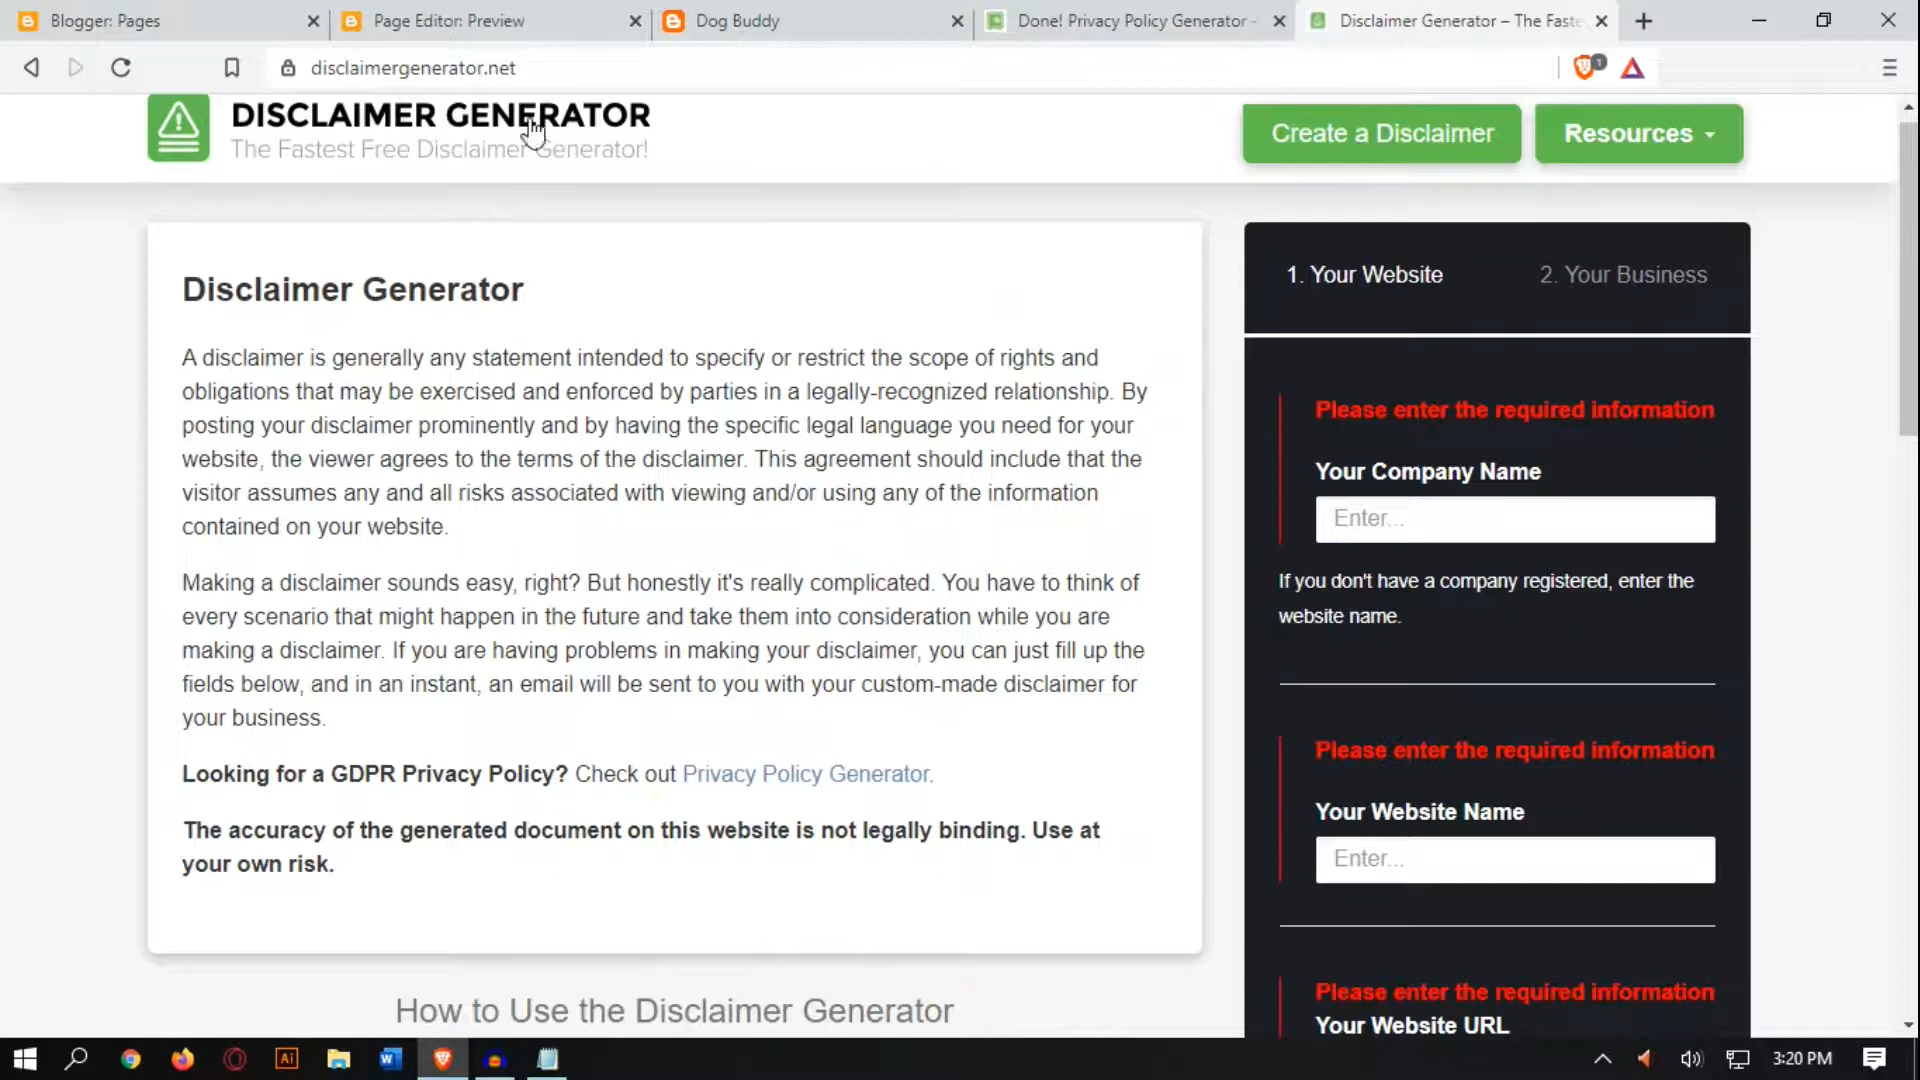 Blogger: Pages
Page Editor: Preview
Dog Buddy
Done! Privacy Policy Generator -
Disclaimer Generator – The Faste
disclaimergenerator.net
1
DISCLAIMER GENERATOR
The Fastest Free Disclaimer Generator!
Create a Disclaimer
Resources
Disclaimer Generator
A disclaimer is generally any statement intended to specify or restrict the scope of rights and
obligations that may be exercised and enforced by parties in a legally-recognized relationship. By
posting your disclaimer prominently and by having the specific legal language you need for your
website, the viewer agrees to the terms of the disclaimer. This agreement should include that the
visitor assumes any and all risks associated with viewing and/or using any of the information
contained on your website.
Making a disclaimer sounds easy, right? But honestly it's really complicated. You have to think of
every scenario that might happen in the future and take them into consideration while you are
making a disclaimer. If you are having problems in making your disclaimer, you can just fill up the
fields below, and in an instant, an email will be sent to you with your custom-made disclaimer for
your business.
Looking for a GDPR Privacy Policy? Check out Privacy Policy Generator.
The accuracy of the generated document on this website is not legally binding. Use at
your own risk.
How to Use the Disclaimer Generator
1. Your Website
2. Your Business
Please enter the required information
Your Company Name
Enter...
If you don't have a company registered, enter the
website name.
Please enter the required information
Your Website Name
Enter...
Please enter the required information
Your Website URL
Ai
W
3:20 PM